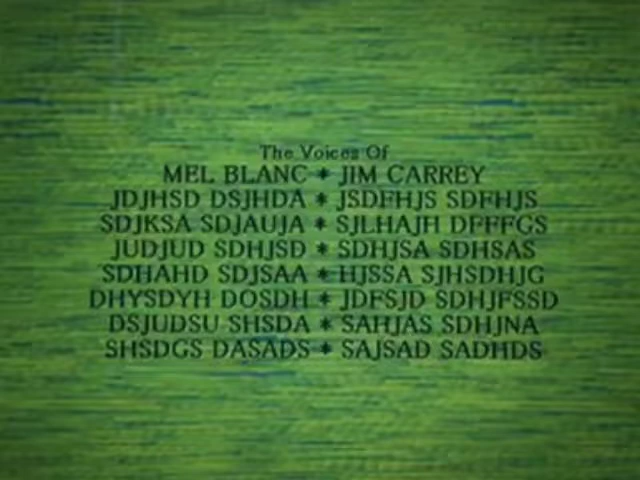 The Voices Of
MEL BLANC * JIM CARREY
JDJHSD DSJHDA * JSDFHJS SDFHJS
SDJKSA SDJAUJA * SJLHAJH DFFFGS
JUDJUD SDHJSD * SDHJSA SDHSAS
SDHAHD SDJSAA * HJSSA SJHSDHJG
DHYSDYH DOSDH * JDFSJD SDHJFSSD
DSJUDSU SHSDA * SAHJAS SDHJNA
SHSDGS DASADS * SAJSAD SADHDS